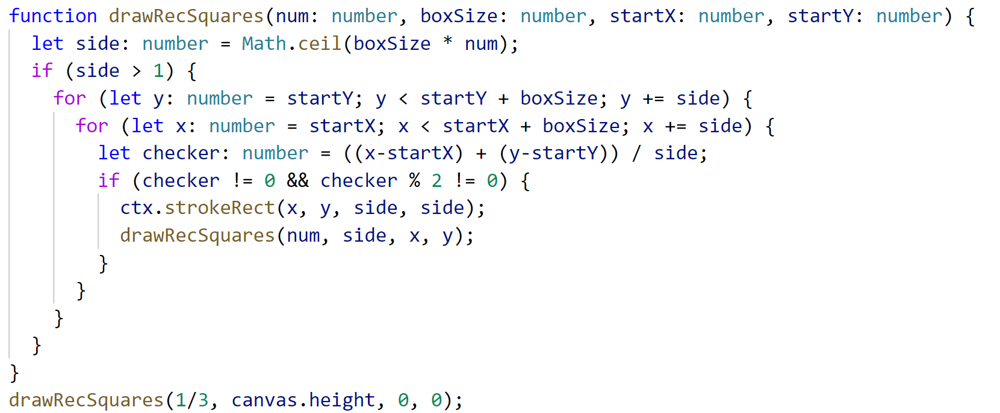 function drawRecSquares(num: number, boxSize: number, startX: number, startY: number) {
  let side: number = Math.ceil(boxSize * num);
  if (side > 1) {
    for (let y: number = startY; y < startY + boxSize; y += side) {
      for (let x: number = startX; x < startX + boxSize; x += side) {
        let checker: number = ((x-startX) + (y-startY)) / side;
        if (checker != 0 && checker % 2 != 0) {
          ctx.strokeRect(x, y, side, side);
          drawRecSquares(num, side, x, y);
        }
      }
    }
  }
}
drawRecSquares(1/3, canvas.height, 0, 0);